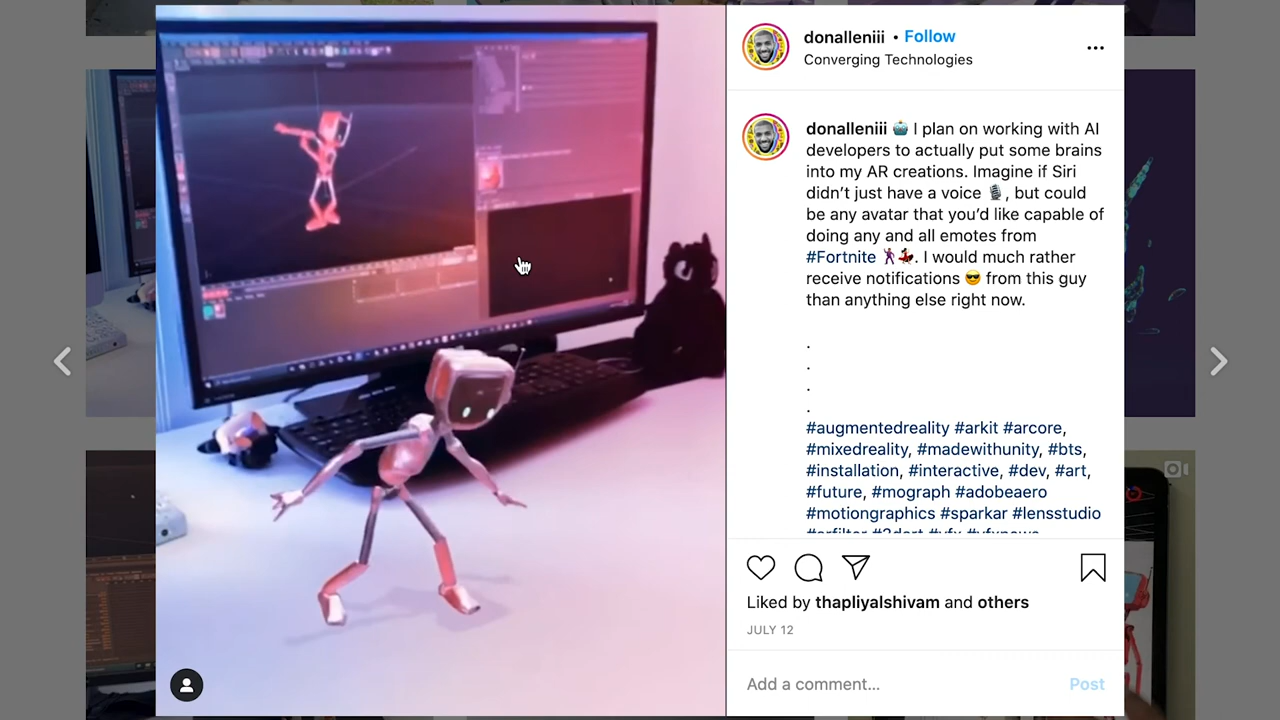 donalleniii • Follow
Converging Technologies
donalleniii 🤖 I plan on working with AI
developers to actually put some brains
into my AR creations. Imagine if Siri
didn't just have a voice 🎙️, but could
be any avatar that you'd like capable of
doing any and all emotes from
#Fortnite 🕺💃. I would much rather
receive notifications 😎 from this guy
than anything else right now.
.
.
.
.
#augmentedreality #arkit #arcore,
#mixedreality, #madewithunity, #bts,
#installation, #interactive, #dev, #art,
#future, #mograph #adobeaero
#motiongraphics #sparkar #lensstudio
Liked by thapliyalshivam and others
JULY 12
Add a comment... Post